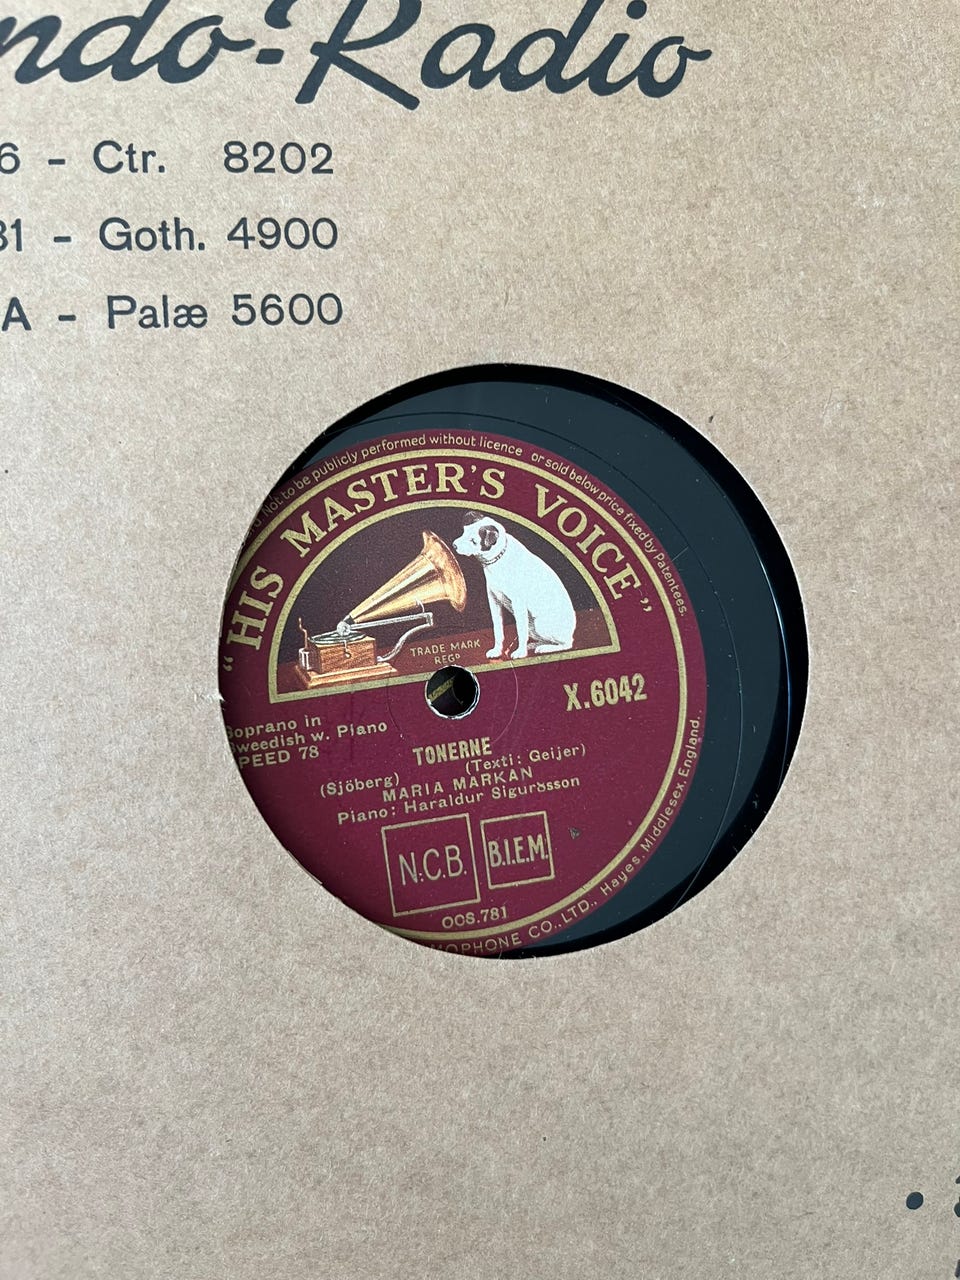 ndo-Radio
6 - Ctr. 8202
31 - Goth. 4900
A - Palæ 5600
Not to be publicly performed without licence or sold below price fixed by Patentees.
"HIS MASTER'S VOICE"
TRADE MARK
REGD
X.6042
Soprano in
Swedish w. Piano
SPEED 78
TONERNE
(Sjöberg) (Texti: Geijer)
MARIA MARKAN
Piano: Haraldur Sigurðsson
N.C.B. B.I.E.M.
OCS.781
MOPHONE CO., LTD., Hayes, Middlesex, England.